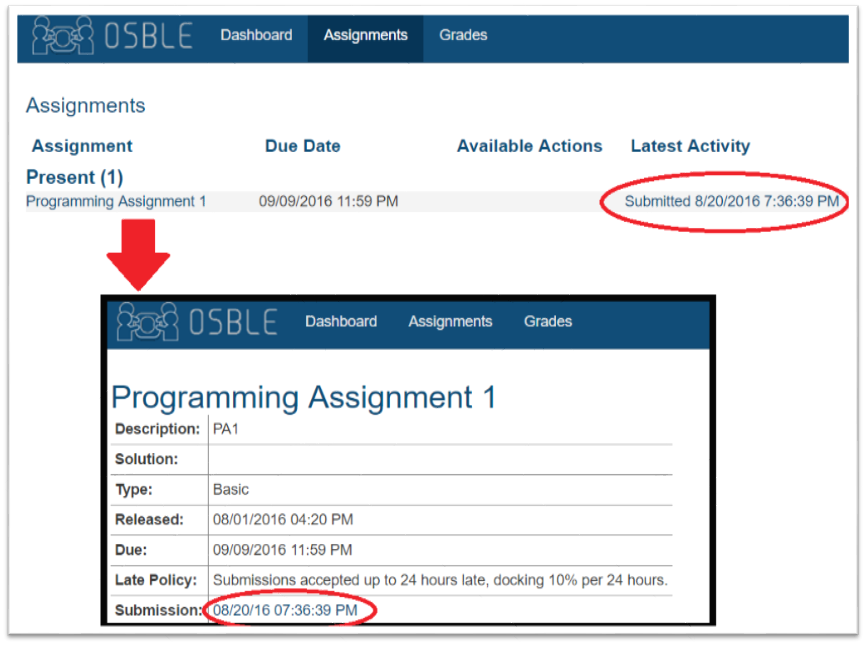 OSBLE Dashboard Assignments Grades
Assignments
Assignment Due Date Available Actions Latest Activity
Present (1)
Programming Assignment 1 09/09/2016 11:59 PM Submitted 8/20/2016 7:36:39 PM
OSBLE Dashboard Assignments Grades
Programming Assignment 1
Description: PA1
Solution:
Type: Basic
Released: 08/01/2016 04:20 PM
Due: 09/09/2016 11:59 PM
Late Policy: Submissions accepted up to 24 hours late, docking 10% per 24 hours.
Submission: 08/20/16 07:36:39 PM